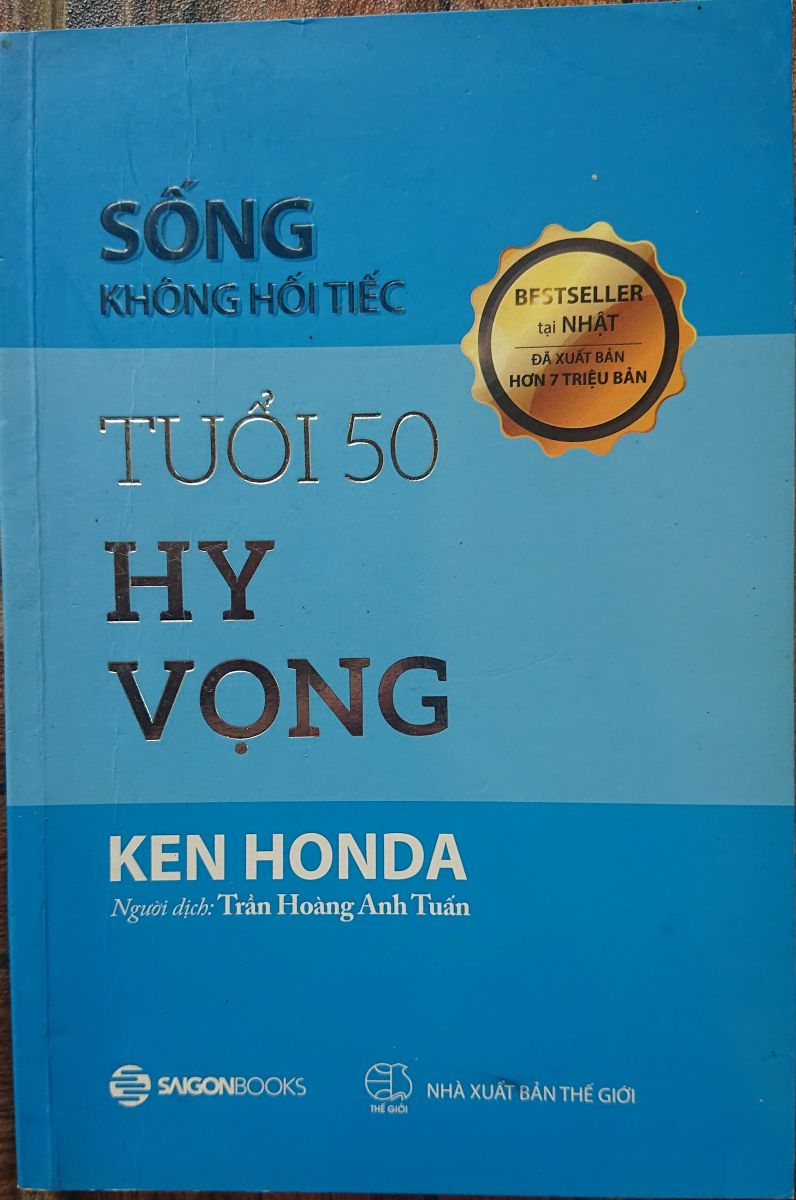 SỐNG
KHÔNG HỐI TIẾC
BESTSELLER
tại NHẬT
ĐÃ XUẤT BẢN
HƠN 7 TRIỆU BẢN
TUỔI 50
HY
VỌNG
KEN HONDA
Người dịch: Trần Hoàng Anh Tuấn
SAIGONBOOKS
THẾ GIỚI
NHÀ XUẤT BẢN THẾ GIỚI